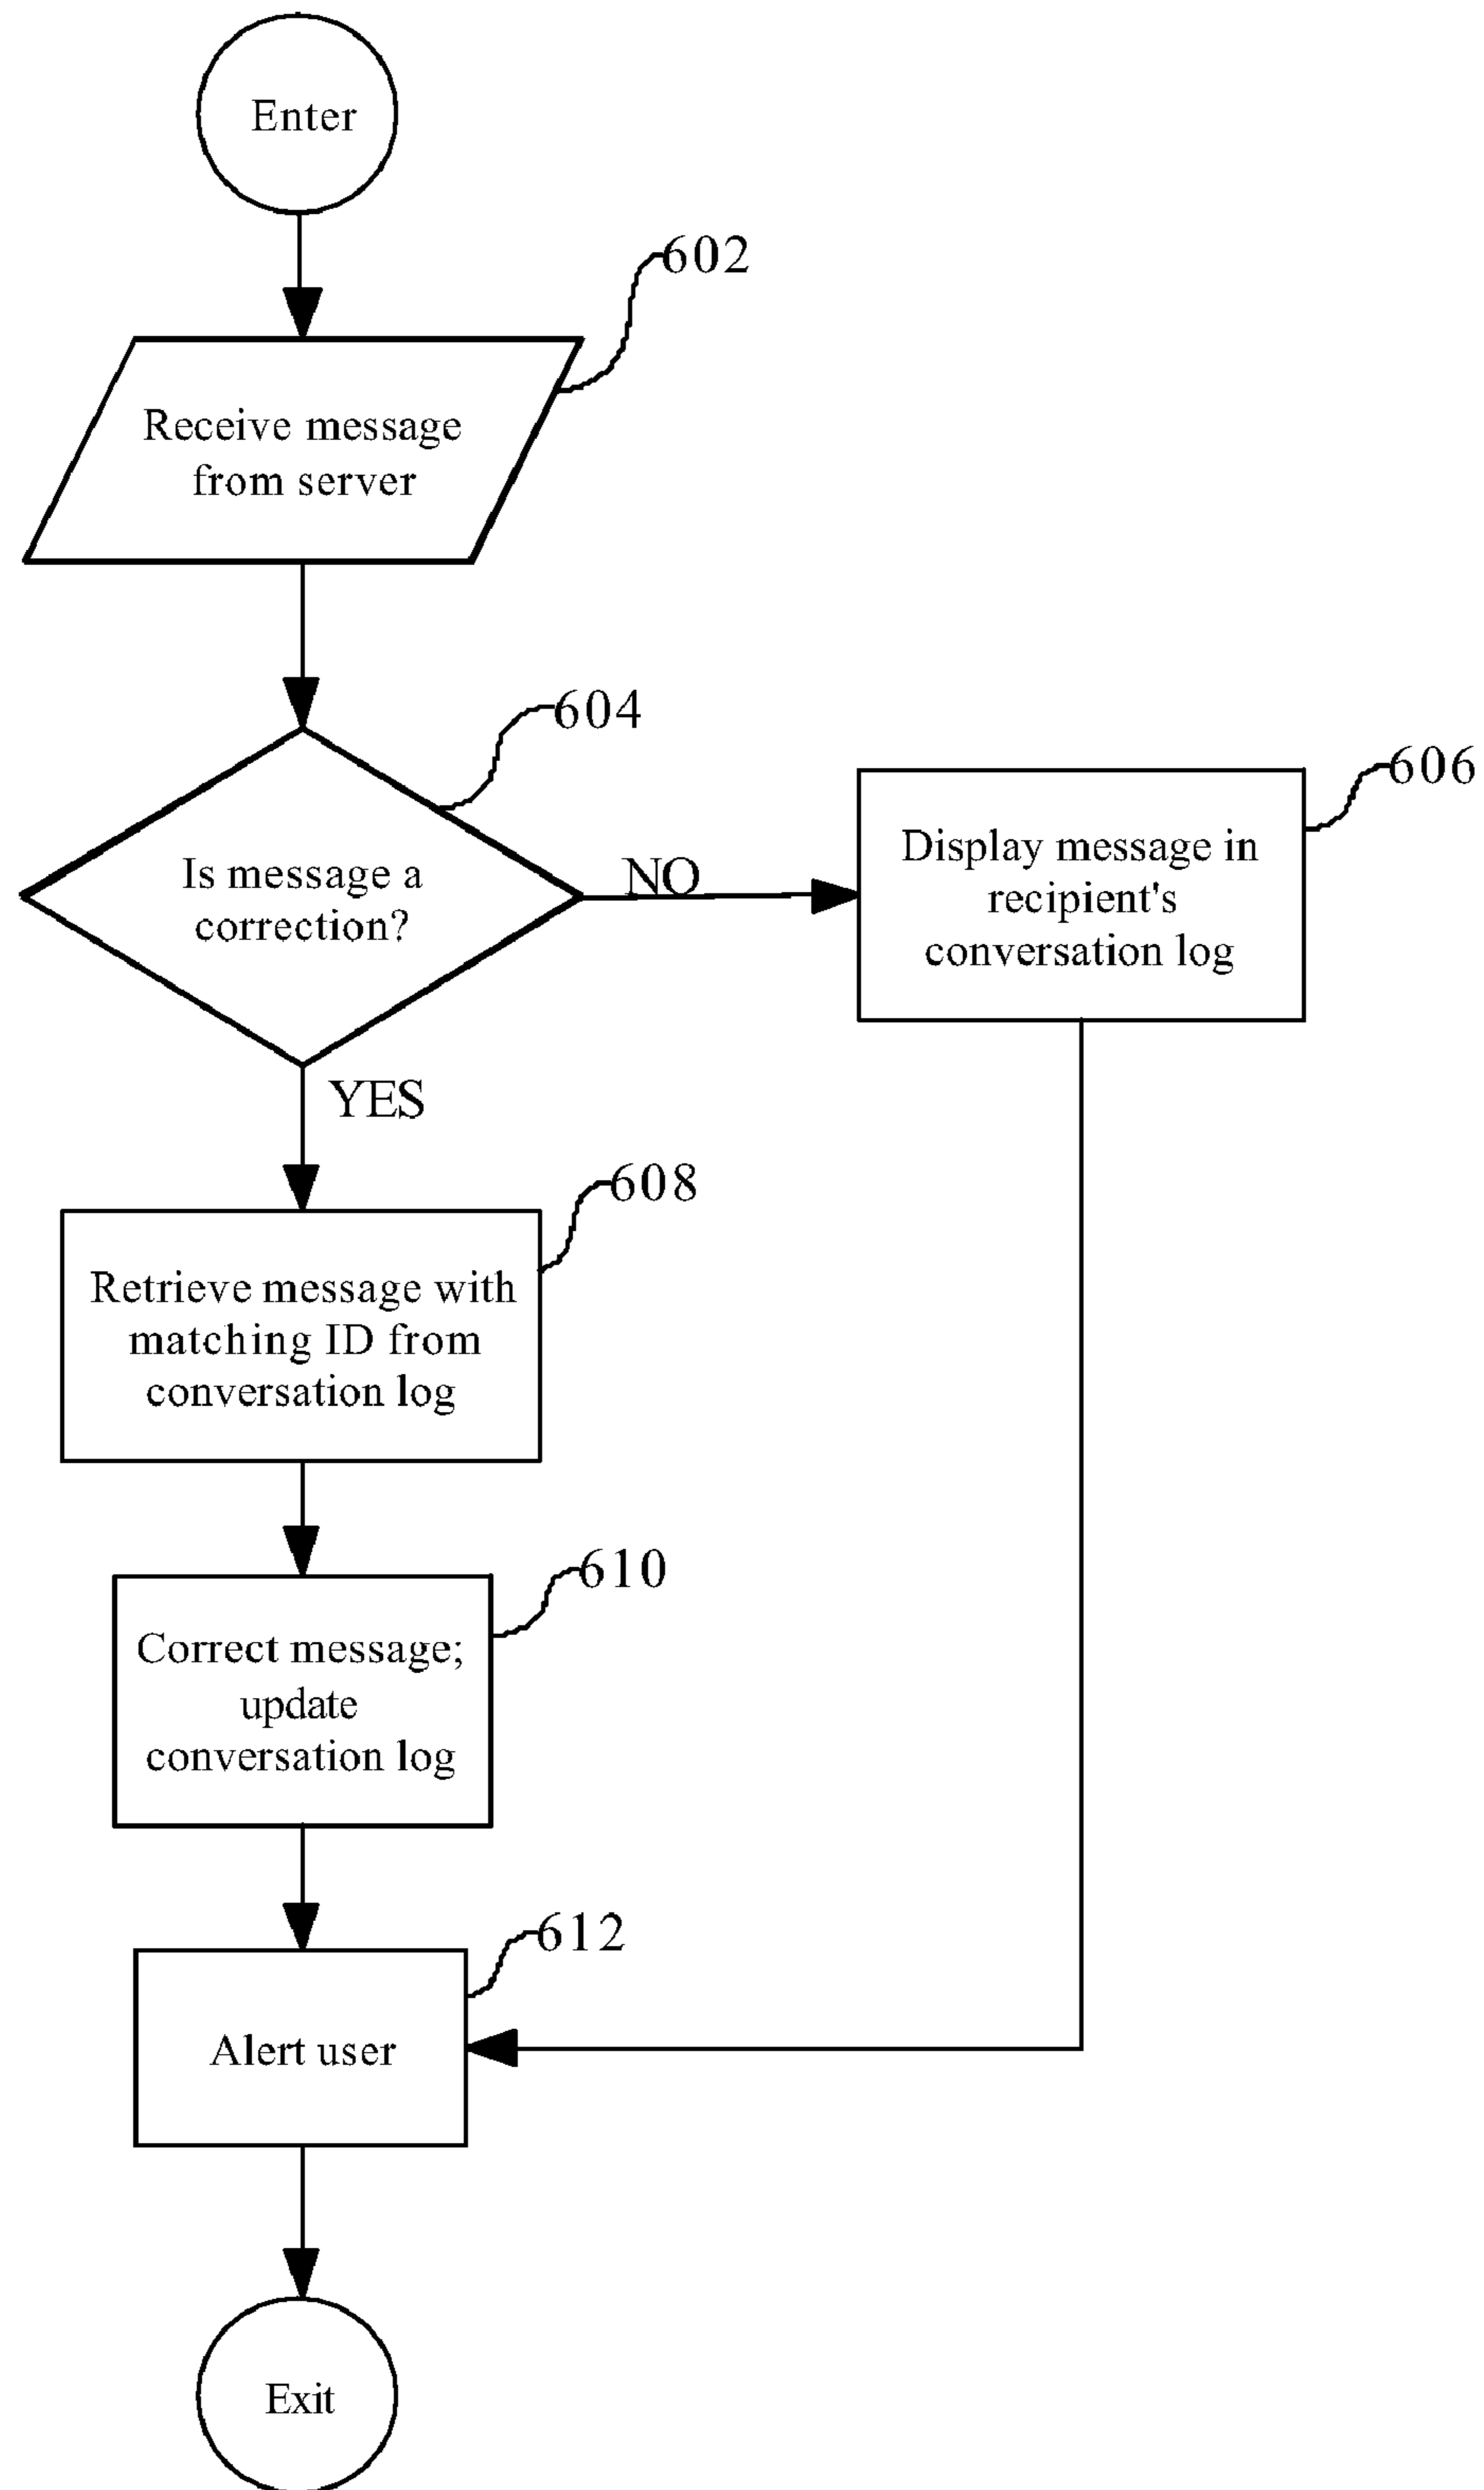 Enter
602
Receive message
from server
604
Is message a
correction?
NO
606
Display message in
recipient's
conversation log
YES
608
Retrieve message with
matching ID from
conversation log
610
Correct message;
update
conversation log
612
Alert user
Exit